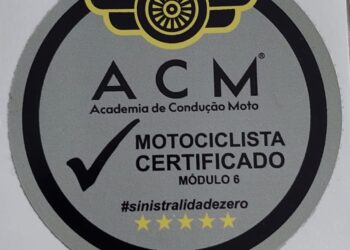 ACM®
Academia de Condução Moto
MOTOCICLISTA
CERTIFICADO
MÓDULO 6
#sinistralidadezero